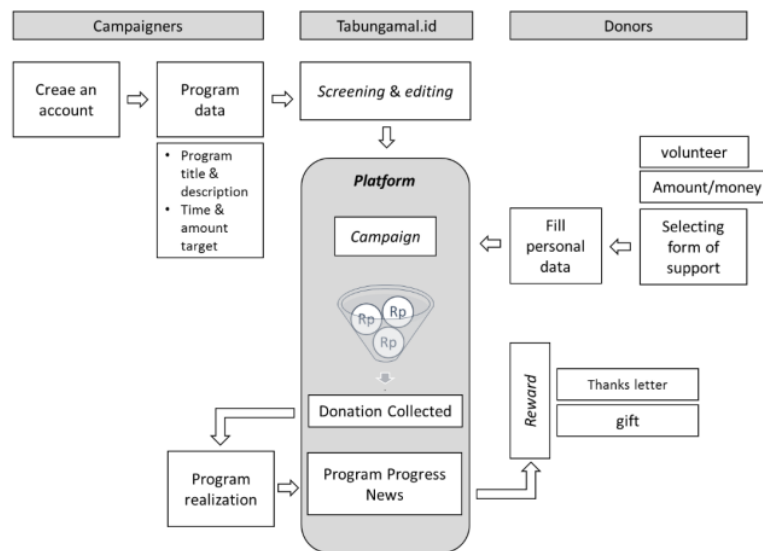 Campaigners
Tabungamal.id
Donors
Creae an
account
Program
data
Screening & editing
• Program
title &
description
• Time &
amount
target
Platform
Campaign
volunteer
Amount/money
Selecting
form of
support
Fill
personal
data
Rp
Rp
Rp
Donation Collected
Reward
Thanks letter
gift
Program
realization
Program Progress
News